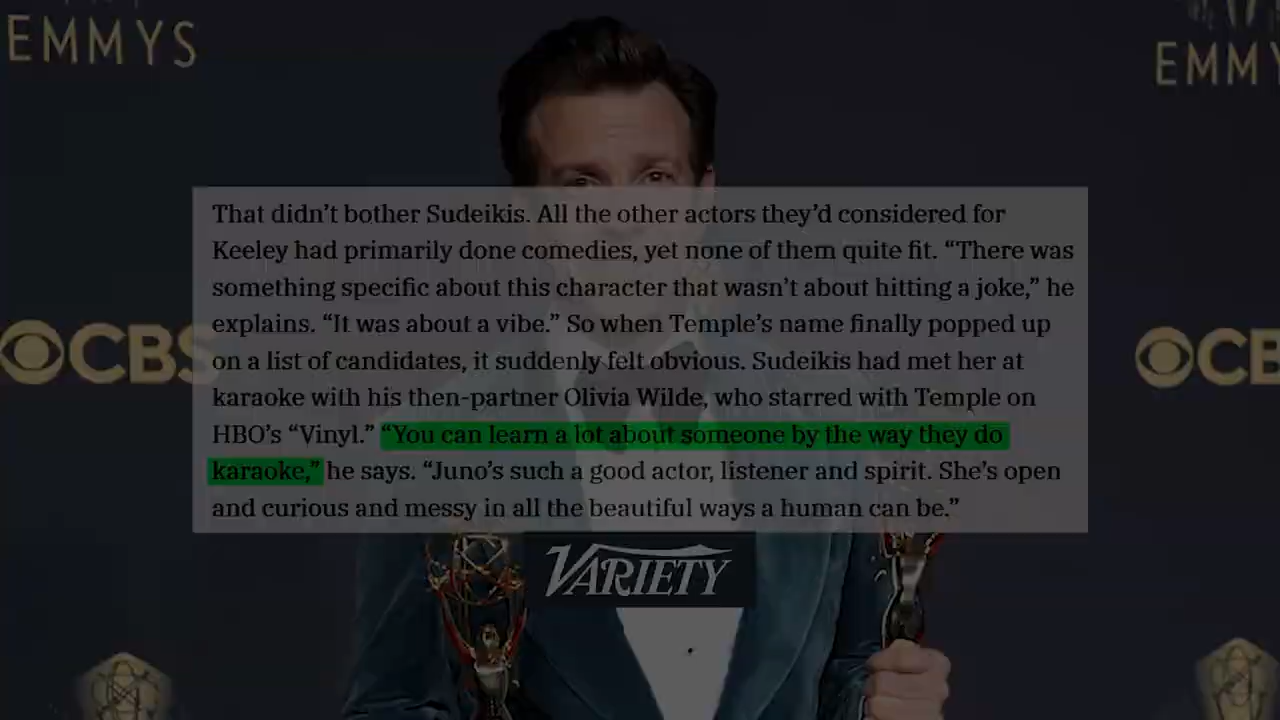 EMMYS
EMMY
CBS
CB
That didn’t bother Sudeikis. All the other actors they’d considered for
Keeley had primarily done comedies, yet none of them quite fit. “There was
something specific about this character that wasn’t about hitting a joke,” he
explains. “It was about a vibe.” So when Temple’s name finally popped up
on a list of candidates, it suddenly felt obvious. Sudeikis had met her at
karaoke with his then-partner Olivia Wilde, who starred with Temple on
HBO’s “Vinyl.” “You can learn a lot about someone by the way they do
karaoke,” he says. “Juno’s such a good actor, listener and spirit. She’s open
and curious and messy in all the beautiful ways a human can be.”
VARIETY